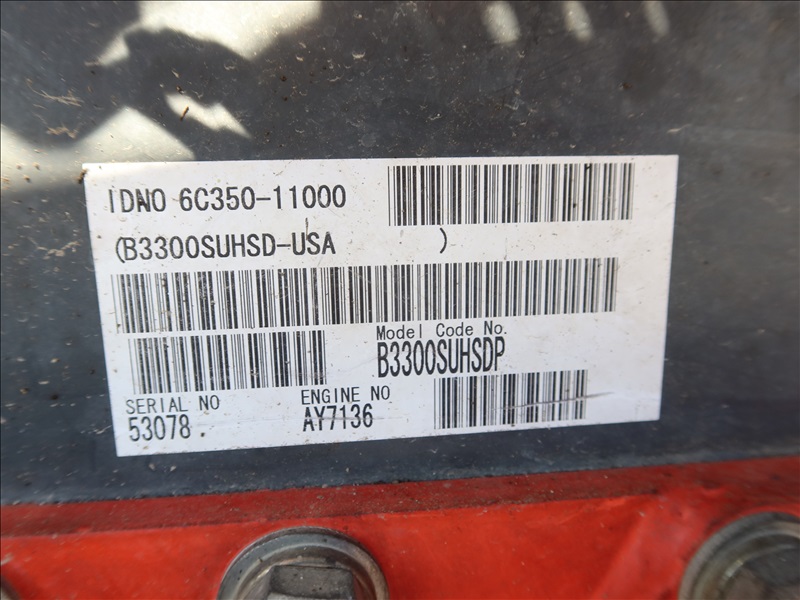 IDNO 6C350-11000
(B3300SUHSD-USA )
Model Code No.
B3300SUHSDP
SERIAL NO
53078
ENGINE NO
AY7136